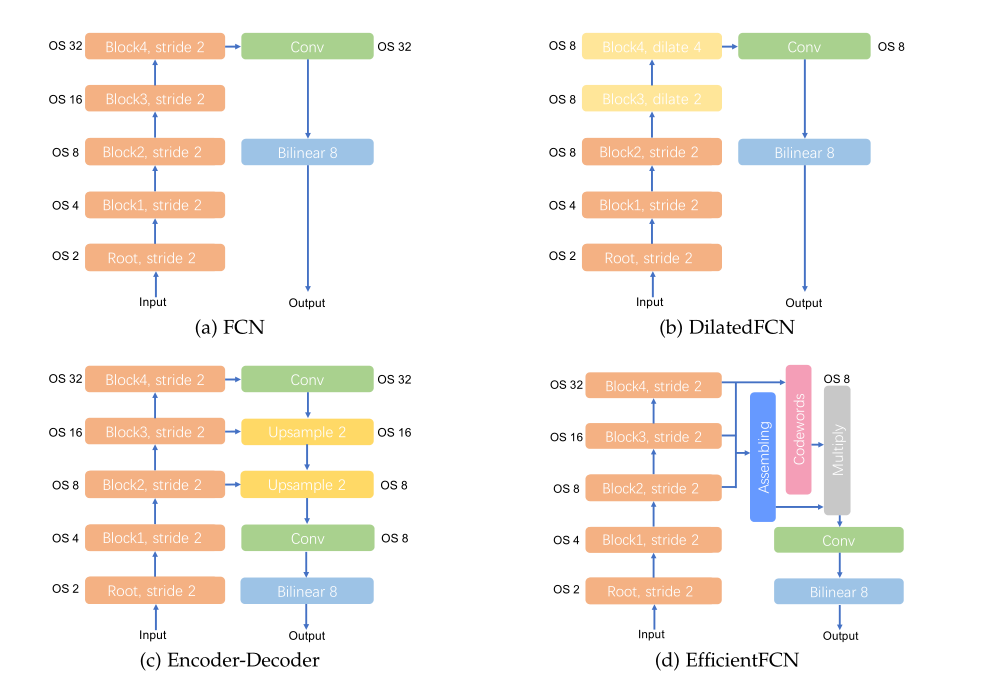 OS 32
Block4, stride 2
Conv
OS 32
OS 16
Block3, stride 2
OS 8
Block2, stride 2
Bilinear 8
OS 4
Block1, stride 2
OS 2
Root, stride 2
Input
Output
(a) FCN
OS 8
Block4, dilate 4
Conv
OS 8
OS 8
Block3, dilate 2
OS 8
Block2, stride 2
Bilinear 8
OS 4
Block1, stride 2
OS 2
Root, stride 2
Input
Output
(b) DilatedFCN
OS 32
Block4, stride 2
Conv
OS 32
OS 16
Block3, stride 2
Upsample 2
OS 16
OS 8
Block2, stride 2
Upsample 2
OS 8
OS 4
Block1, stride 2
Conv
OS 8
OS 2
Root, stride 2
Bilinear 8
Input
Output
(c) Encoder-Decoder
OS 32
Block4, stride 2
OS 8
OS 16
Block3, stride 2
Assembling
Codewords
Multiply
OS 8
Block2, stride 2
OS 4
Block1, stride 2
Conv
OS 2
Root, stride 2
Bilinear 8
Input
Output
(d) EfficientFCN